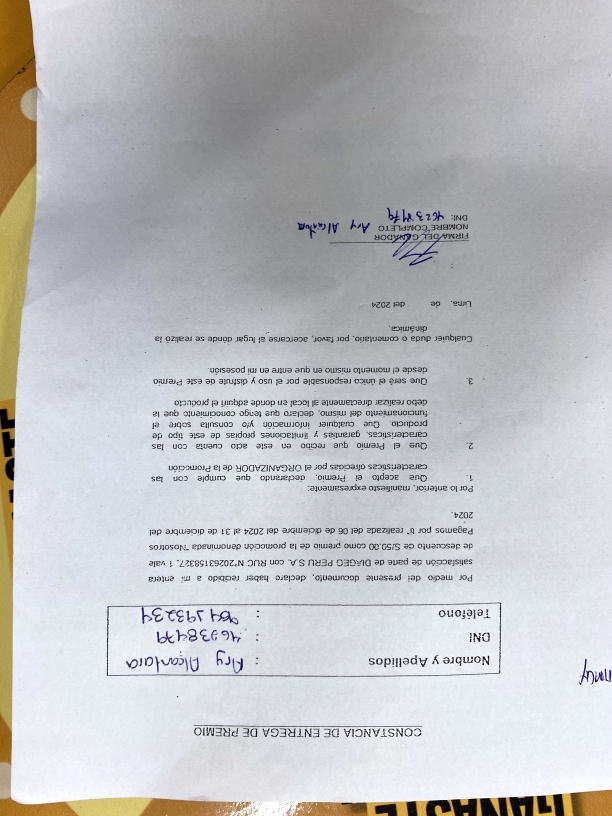 CONSTANCIA DE ENTREGA DE PREMIO
Nombre y Apellidos : Ary Alcantara
DNI : 46238479
Teléfono : 984293234
Por medio del presente documento, declaro haber recibido a mi entera
satisfacción de parte de DIAGEO PERU S.A. con RUC N°20263158327, 1 vale
de descuento de S/50.00 como premio de la promoción denominada "Nosotros
Pagamos por ti" realizada del 06 de diciembre del 2024 al 31 de diciembre del
2024.
Por lo anterior, manifiesto expresamente:
1. Que acepto el Premio, declarando que cumple con las
características ofrecidas por el ORGANIZADOR de la Promoción
2. Que el Premio que recibo en este acto cuenta con las
características, garantías y limitaciones propias de este tipo de
producto Que cualquier información y/o consulta sobre el
funcionamiento del mismo, declaro que tengo conocimiento que la
debo realizar directamente al local en donde adquirí el producto
3. Que seré el único responsable por el uso y disfrute de este Premio
desde el momento mismo en que entre en mi posesión.
Cualquier duda o comentario, por favor, acercarse al lugar donde se realizó la
dinámica.
Lima, de del 2024
FIRMA DEL GANADOR
NOMBRE COMPLETO Ary Alcantara
DNI: 46238479
GANASTE